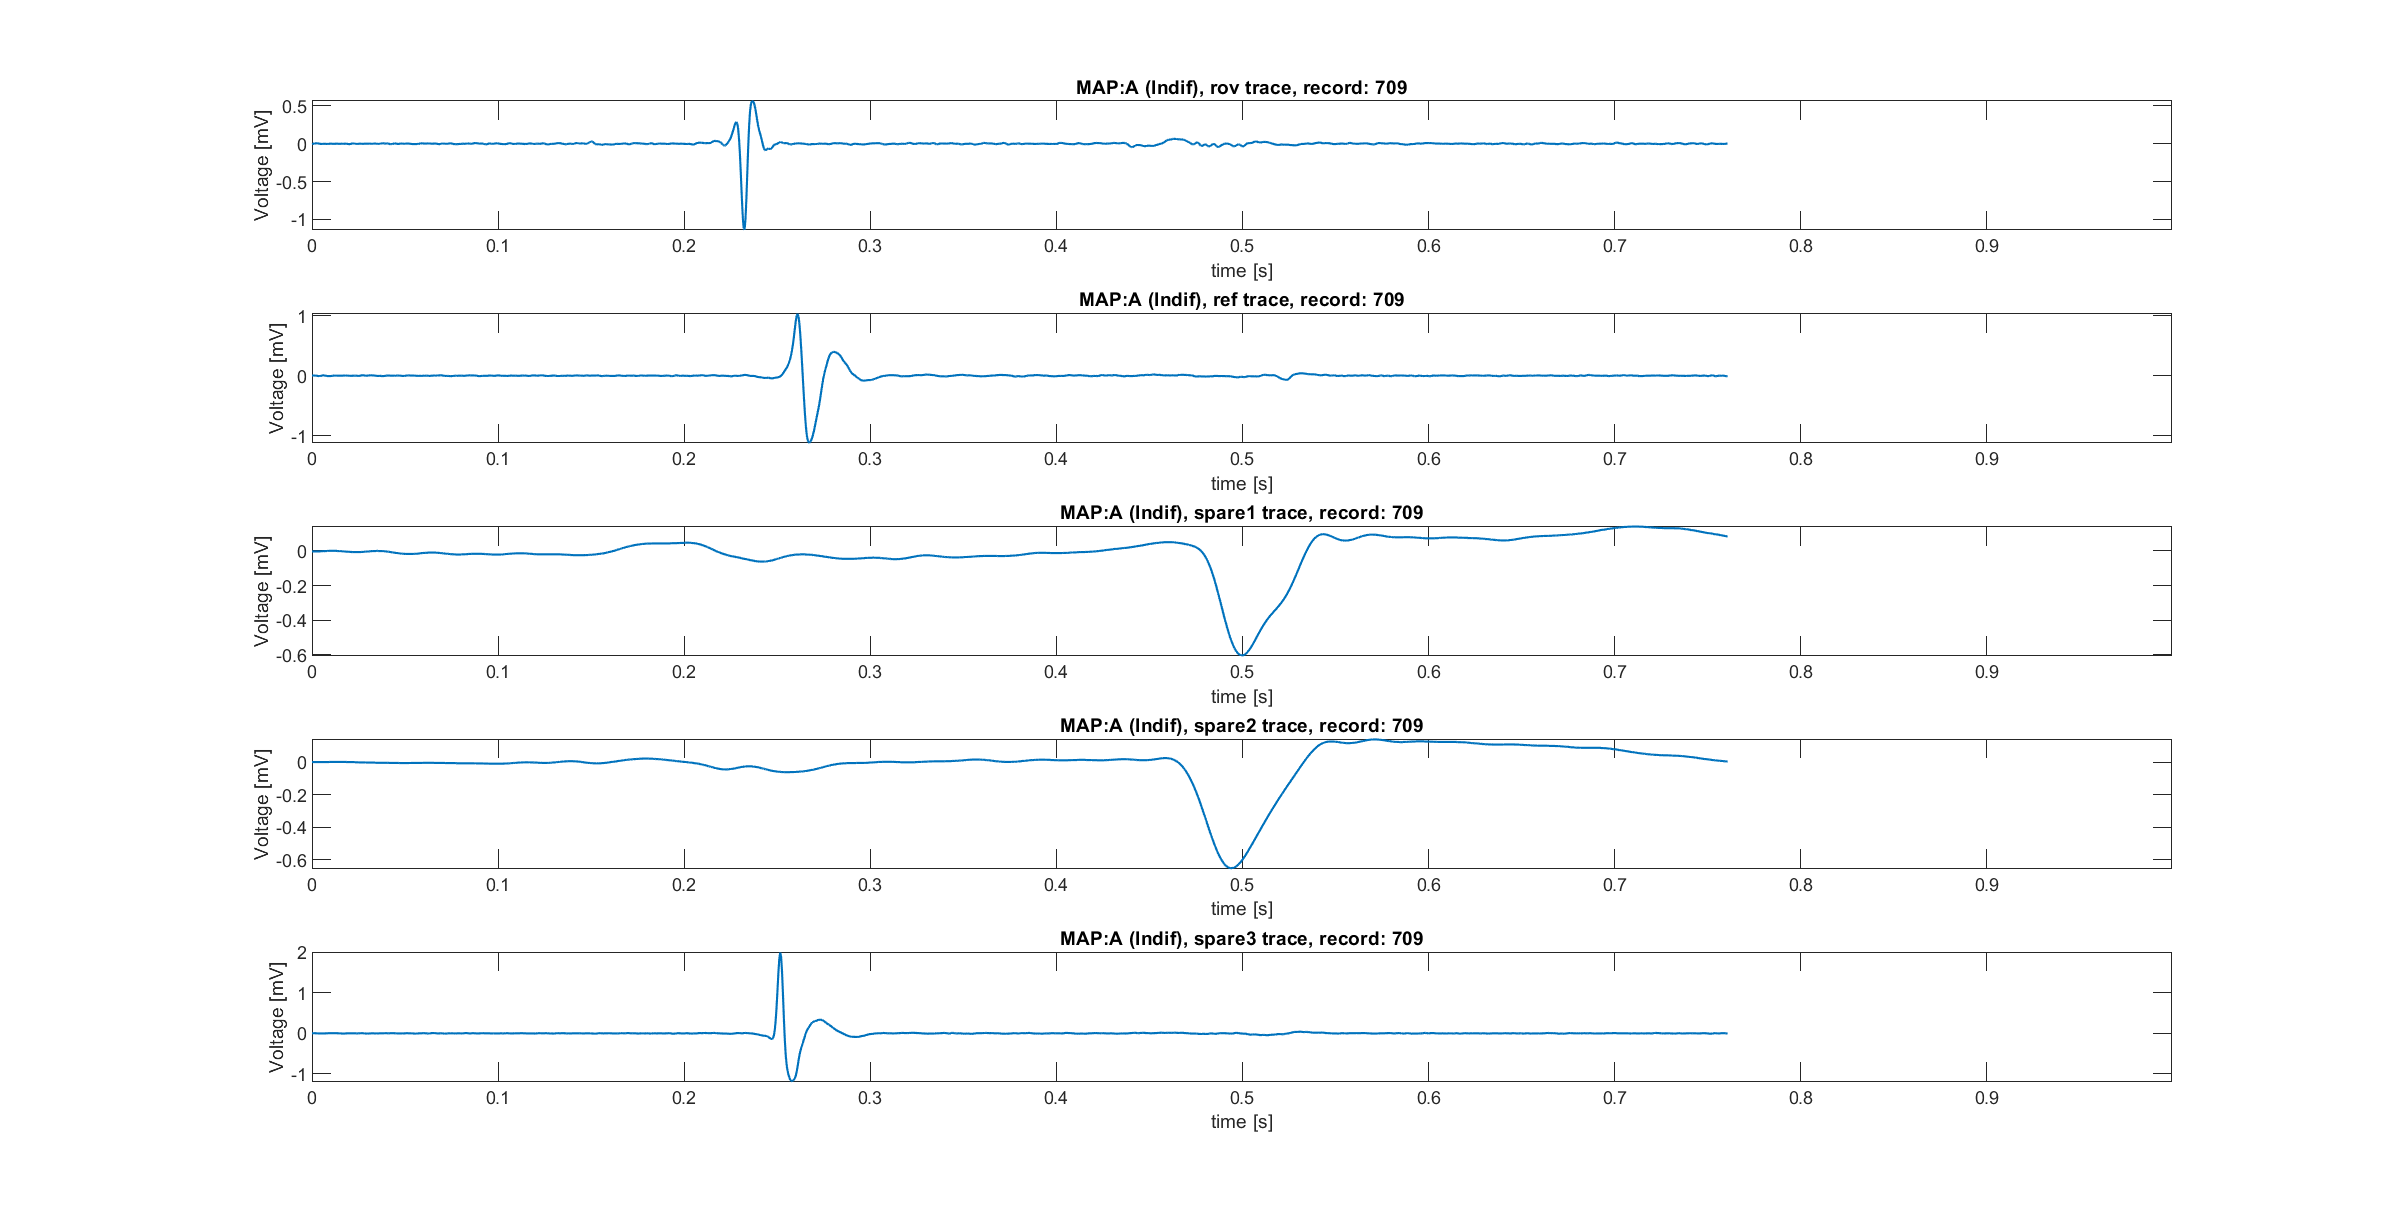 MAP:A (Indif), rov trace, record: 709
Voltage [mV]
0.5
0
-0.5
-1
0 0.1 0.2 0.3 0.4 0.5 0.6 0.7 0.8 0.9
time [s]
MAP:A (Indif), ref trace, record: 709
Voltage [mV]
1
0
-1
0 0.1 0.2 0.3 0.4 0.5 0.6 0.7 0.8 0.9
time [s]
MAP:A (Indif), spare1 trace, record: 709
Voltage [mV]
0
-0.2
-0.4
-0.6
0 0.1 0.2 0.3 0.4 0.5 0.6 0.7 0.8 0.9
time [s]
MAP:A (Indif), spare2 trace, record: 709
Voltage [mV]
0
-0.2
-0.4
-0.6
0 0.1 0.2 0.3 0.4 0.5 0.6 0.7 0.8 0.9
time [s]
MAP:A (Indif), spare3 trace, record: 709
Voltage [mV]
2
1
0
-1
0 0.1 0.2 0.3 0.4 0.5 0.6 0.7 0.8 0.9
time [s]